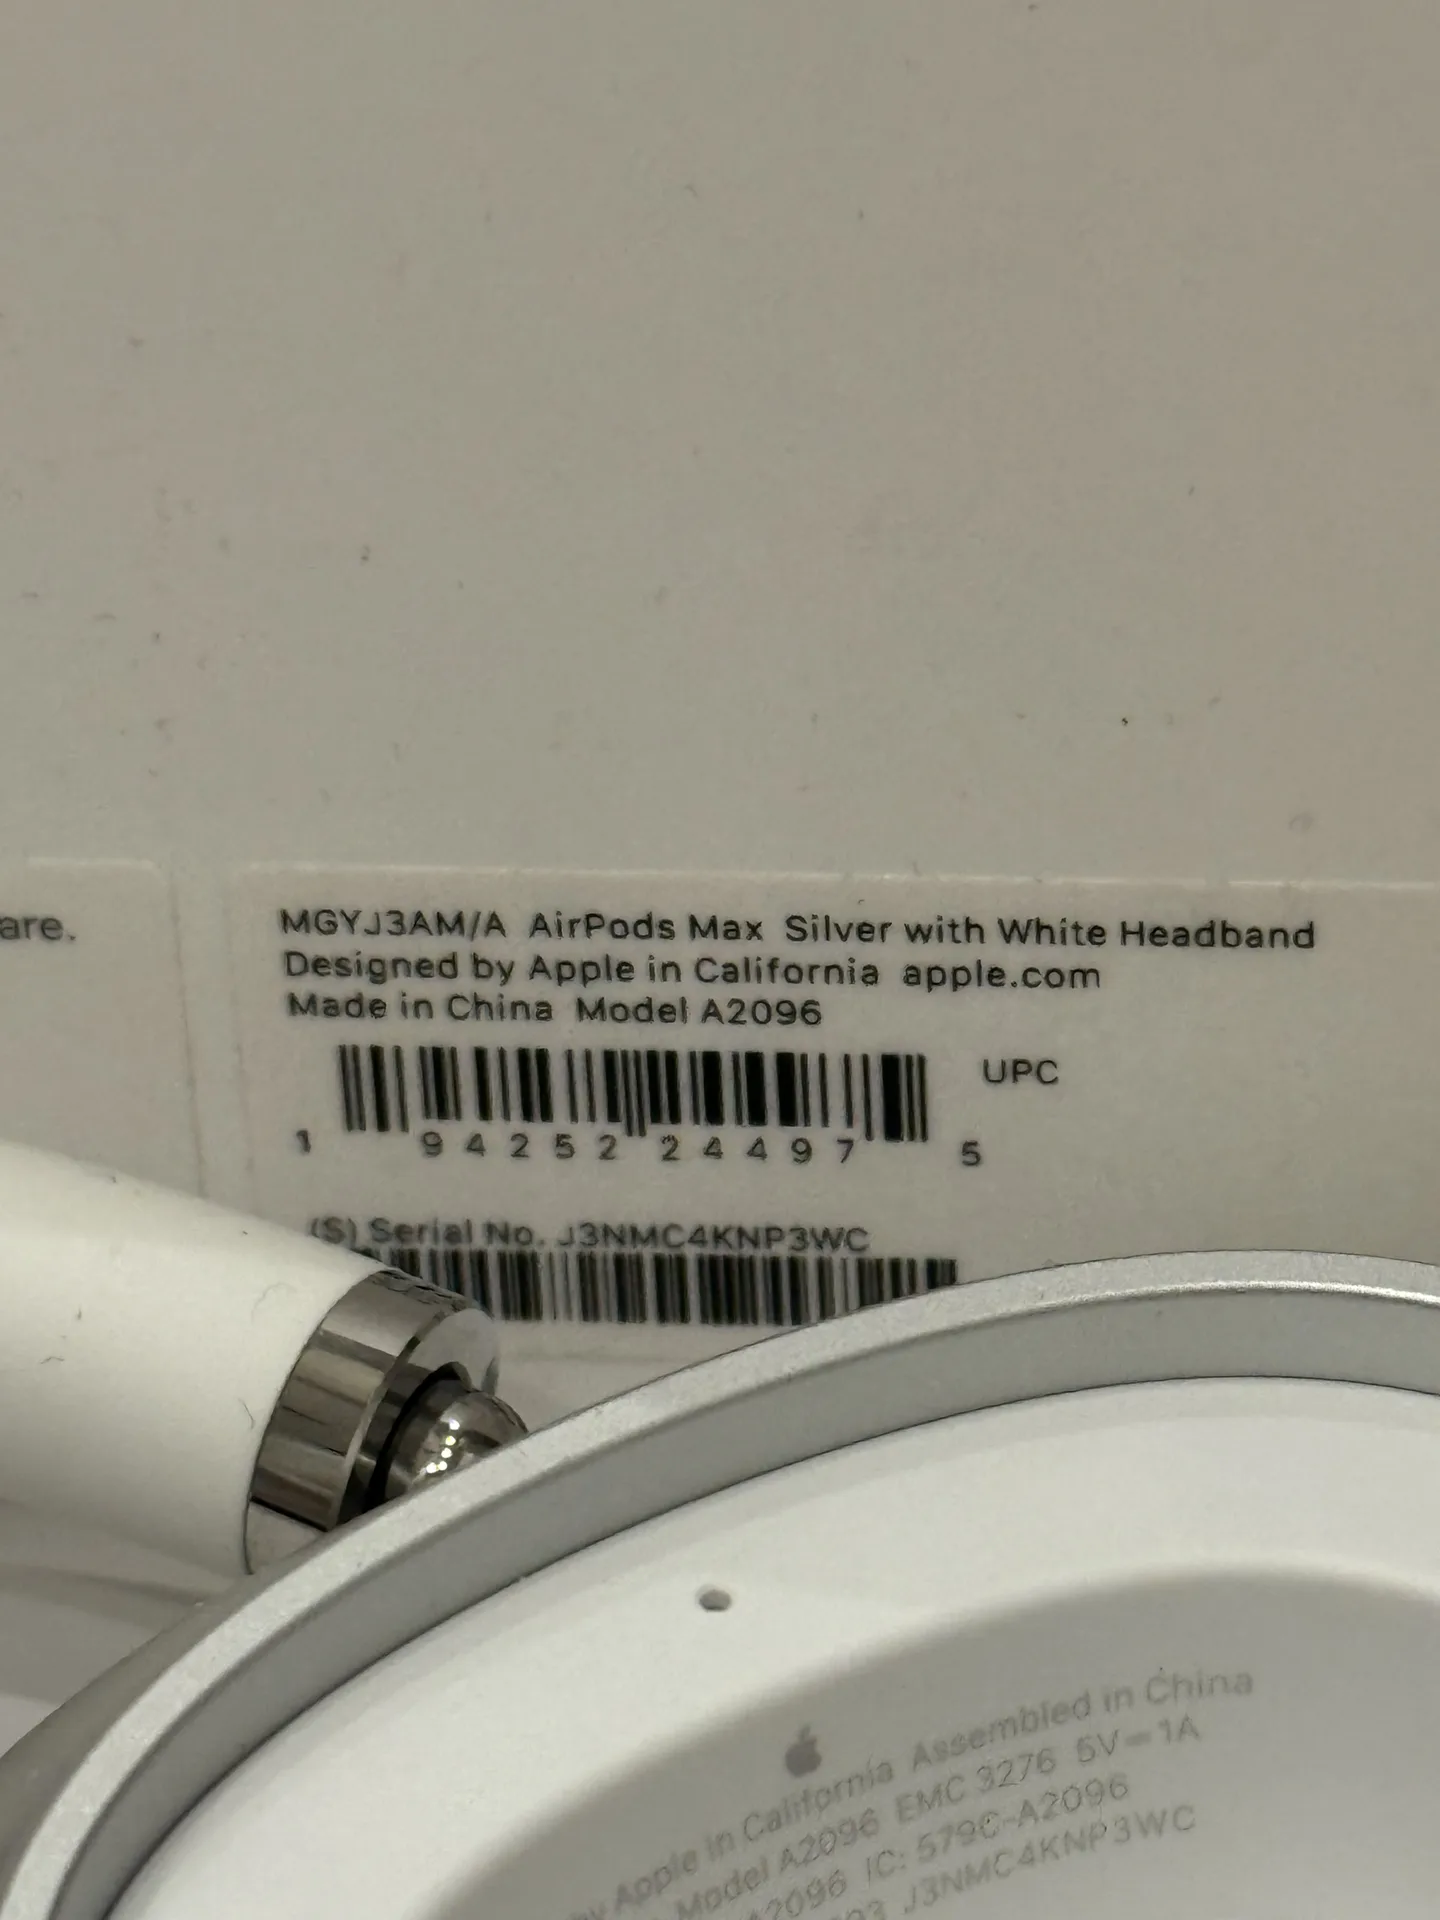 are.
MGYJ3AM/A AirPods Max Silver with White Headband
Designed by Apple in California apple.com
Made in China Model A2096
UPC
1 94252 24497 5
(S) Serial No. J3NMC4KNP3WC
by Apple in California Assembled in China
Model A2096 EMC 3276 5V⎓1A
A2096 IC: 579C-A2096
J3NMC4KNP3WC